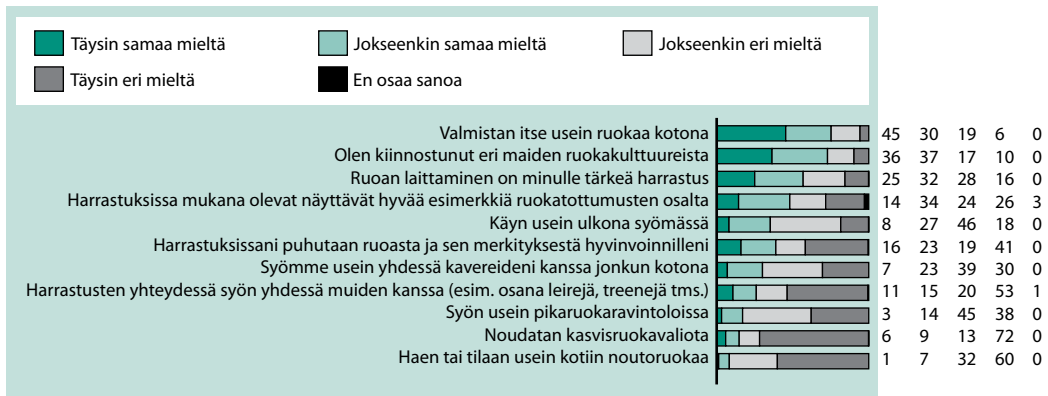 Täysin samaa mieltä Jokseenkin samaa mieltä Jokseenkin eri mieltä
Täysin eri mieltä En osaa sanoa
Valmistan itse usein ruokaa kotona 45 30 19 6 0
Olen kiinnostunut eri maiden ruokakulttuureista 36 37 17 10 0
Ruoan laittaminen on minulle tärkeä harrastus 25 32 28 16 0
Harrastuksissa mukana olevat näyttävät hyvää esimerkkiä ruokatottumusten osalta 14 34 24 26 3
Käyn usein ulkona syömässä 8 27 46 18 0
Harrastuksissani puhutaan ruoasta ja sen merkityksestä hyvinvoinnilleni 16 23 19 41 0
Syömme usein yhdessä kavereideni kanssa jonkun kotona 7 23 39 30 0
Harrastusten yhteydessä syön yhdessä muiden kanssa (esim. osana leirejä, treenejä tms.) 11 15 20 53 1
Syön usein pikaruokaravintoloissa 3 14 45 38 0
Noudatan kasvisruokavaliota 6 9 13 72 0
Haen tai tilaan usein kotiin noutoruokaa 1 7 32 60 0